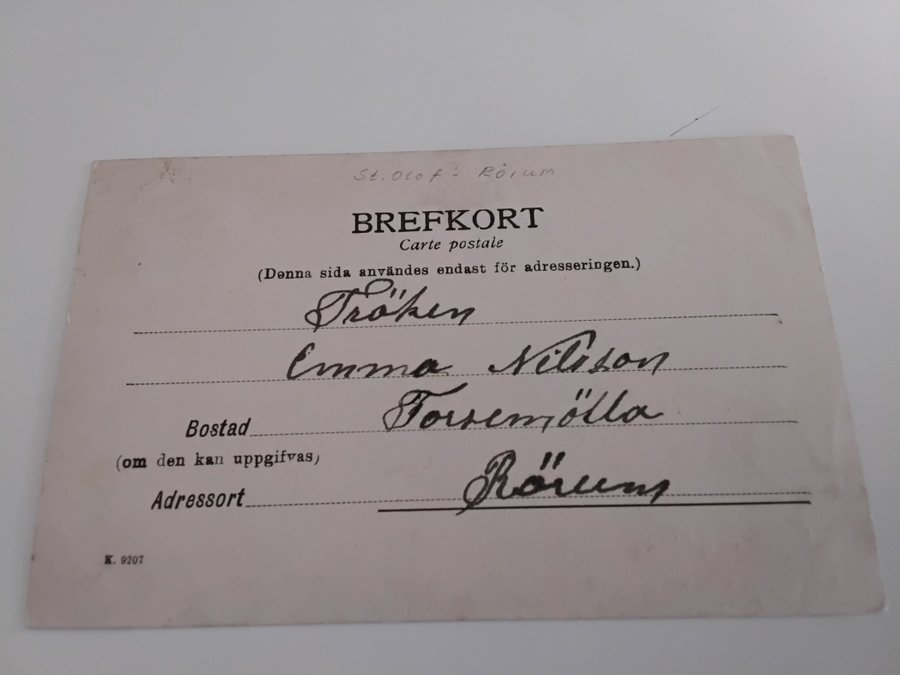 St. Olof: Rörum
BREFKORT
Carte postale
(Denna sida användes endast för adresseringen.)
Fröken
Emma Nilsson
Bostad Torremölla
(om den kan uppgifvas)
Adressort Rörum
K. 9207